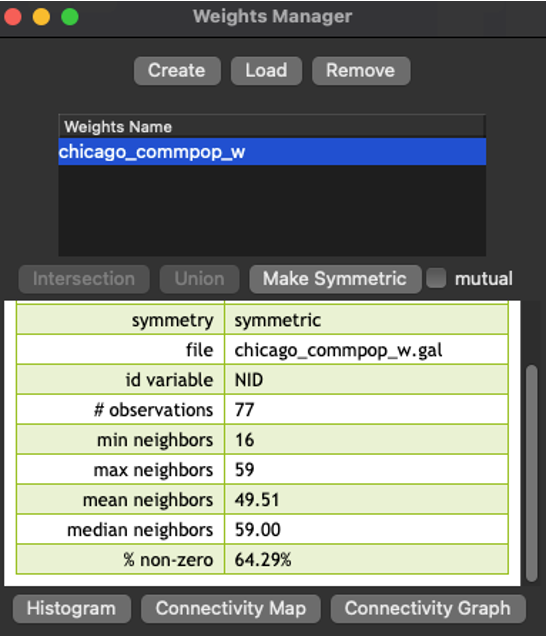 Weights Manager
Create Load Remove
Weights Name
chicago_commpop_w
Intersection Union Make Symmetric mutual
symmetry symmetric
file chicago_commpop_w.gal
id variable NID
# observations 77
min neighbors 16
max neighbors 59
mean neighbors 49.51
median neighbors 59.00
% non-zero 64.29%
Histogram Connectivity Map Connectivity Graph